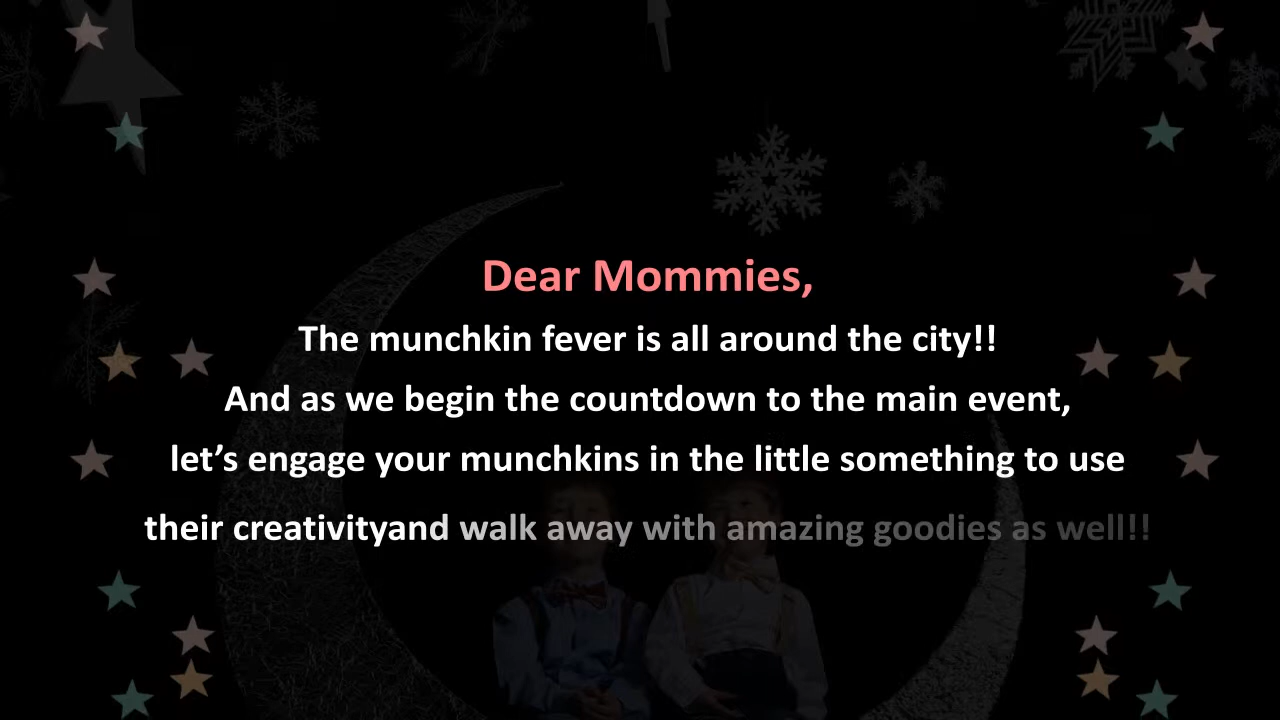 Dear Mommies,
The munchkin fever is all around the city!!
And as we begin the countdown to the main event,
let’s engage your munchkins in the little something to use
their creativityand walk away with amazing goodies as well!!